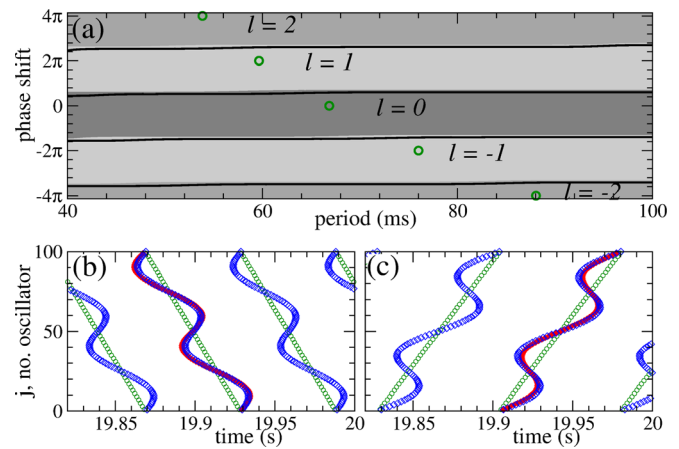 4π
(a)
l = 2
2π
l = 1
phase shift
0
l = 0
-2π
l = -1
-4π
l = -2
40
60
80
100
period (ms)
100
(b)
(c)
50
j, no. oscillator
0
19.85
19.9
19.95
20
19.85
19.9
19.95
20
time (s)
time (s)